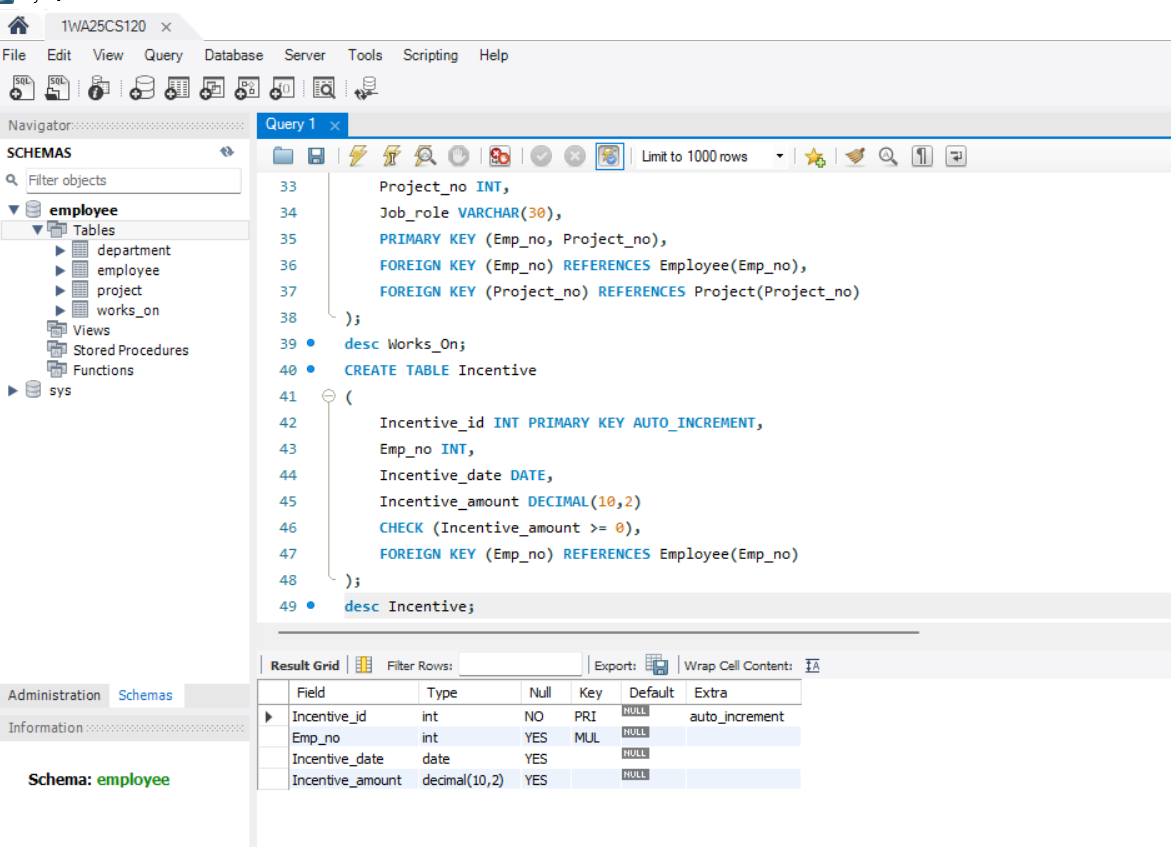 1WA25CS120
File Edit View Query Database Server Tools Scripting Help
Navigator
Query 1
SCHEMAS
Limit to 1000 rows
Filter objects
employee
Tables
department
employee
project
works_on
Views
Stored Procedures
Functions
sys
33 Project_no INT,
34 Job_role VARCHAR(30),
35 PRIMARY KEY (Emp_no, Project_no),
36 FOREIGN KEY (Emp_no) REFERENCES Employee(Emp_no),
37 FOREIGN KEY (Project_no) REFERENCES Project(Project_no)
38 );
39 desc Works_On;
40 CREATE TABLE Incentive
41 (
42 Incentive_id INT PRIMARY KEY AUTO_INCREMENT,
43 Emp_no INT,
44 Incentive_date DATE,
45 Incentive_amount DECIMAL(10,2)
46 CHECK (Incentive_amount >= 0),
47 FOREIGN KEY (Emp_no) REFERENCES Employee(Emp_no)
48 );
49 desc Incentive;
Result Grid Filter Rows: Export: Wrap Cell Content:
Field Type Null Key Default Extra
Incentive_id int NO PRI NULL auto_increment
Emp_no int YES MUL NULL
Incentive_date date YES NULL
Incentive_amount decimal(10,2) YES NULL
Administration Schemas
Information
Schema: employee